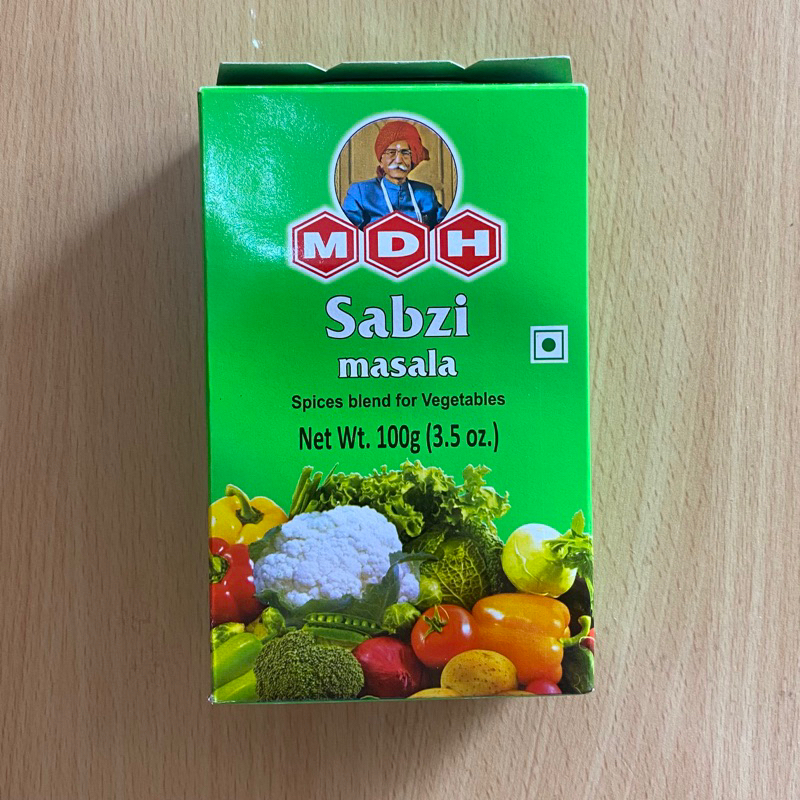 MDH
Sabzi
masala
Spices blend for Vegetables
Net Wt. 100g (3.5 oz.)